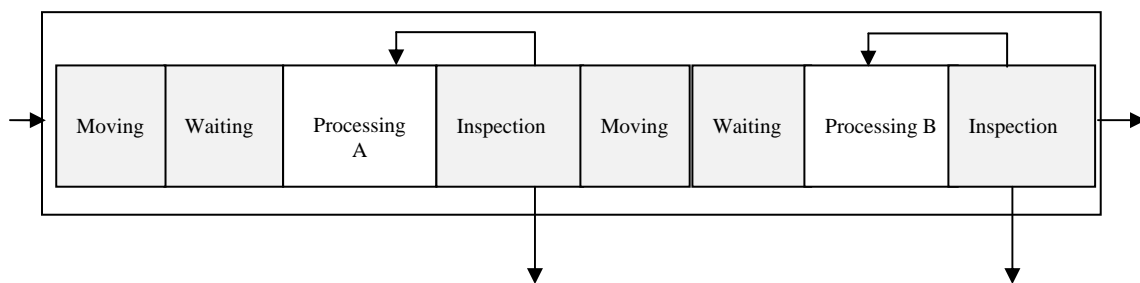 Moving
Waiting
Processing
A
Inspection
Moving
Waiting
Processing B
Inspection